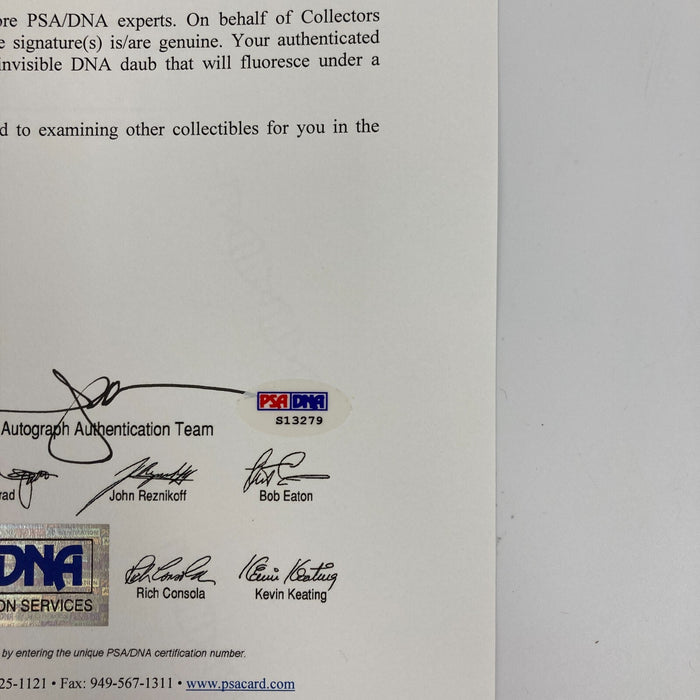 ore PSA/DNA experts. On behalf of Collectors
e signature(s) is/are genuine. Your authenticated
invisible DNA daub that will fluoresce under a
d to examining other collectibles for you in the
PSA DNA
S13279
Autograph Authentication Team
rad
John Reznikoff
Bob Eaton
DNA
ON SERVICES
Rich Consola
Kevin Keating
by entering the unique PSA/DNA certification number.
25-1121 • Fax: 949-567-1311 • www.psacard.com